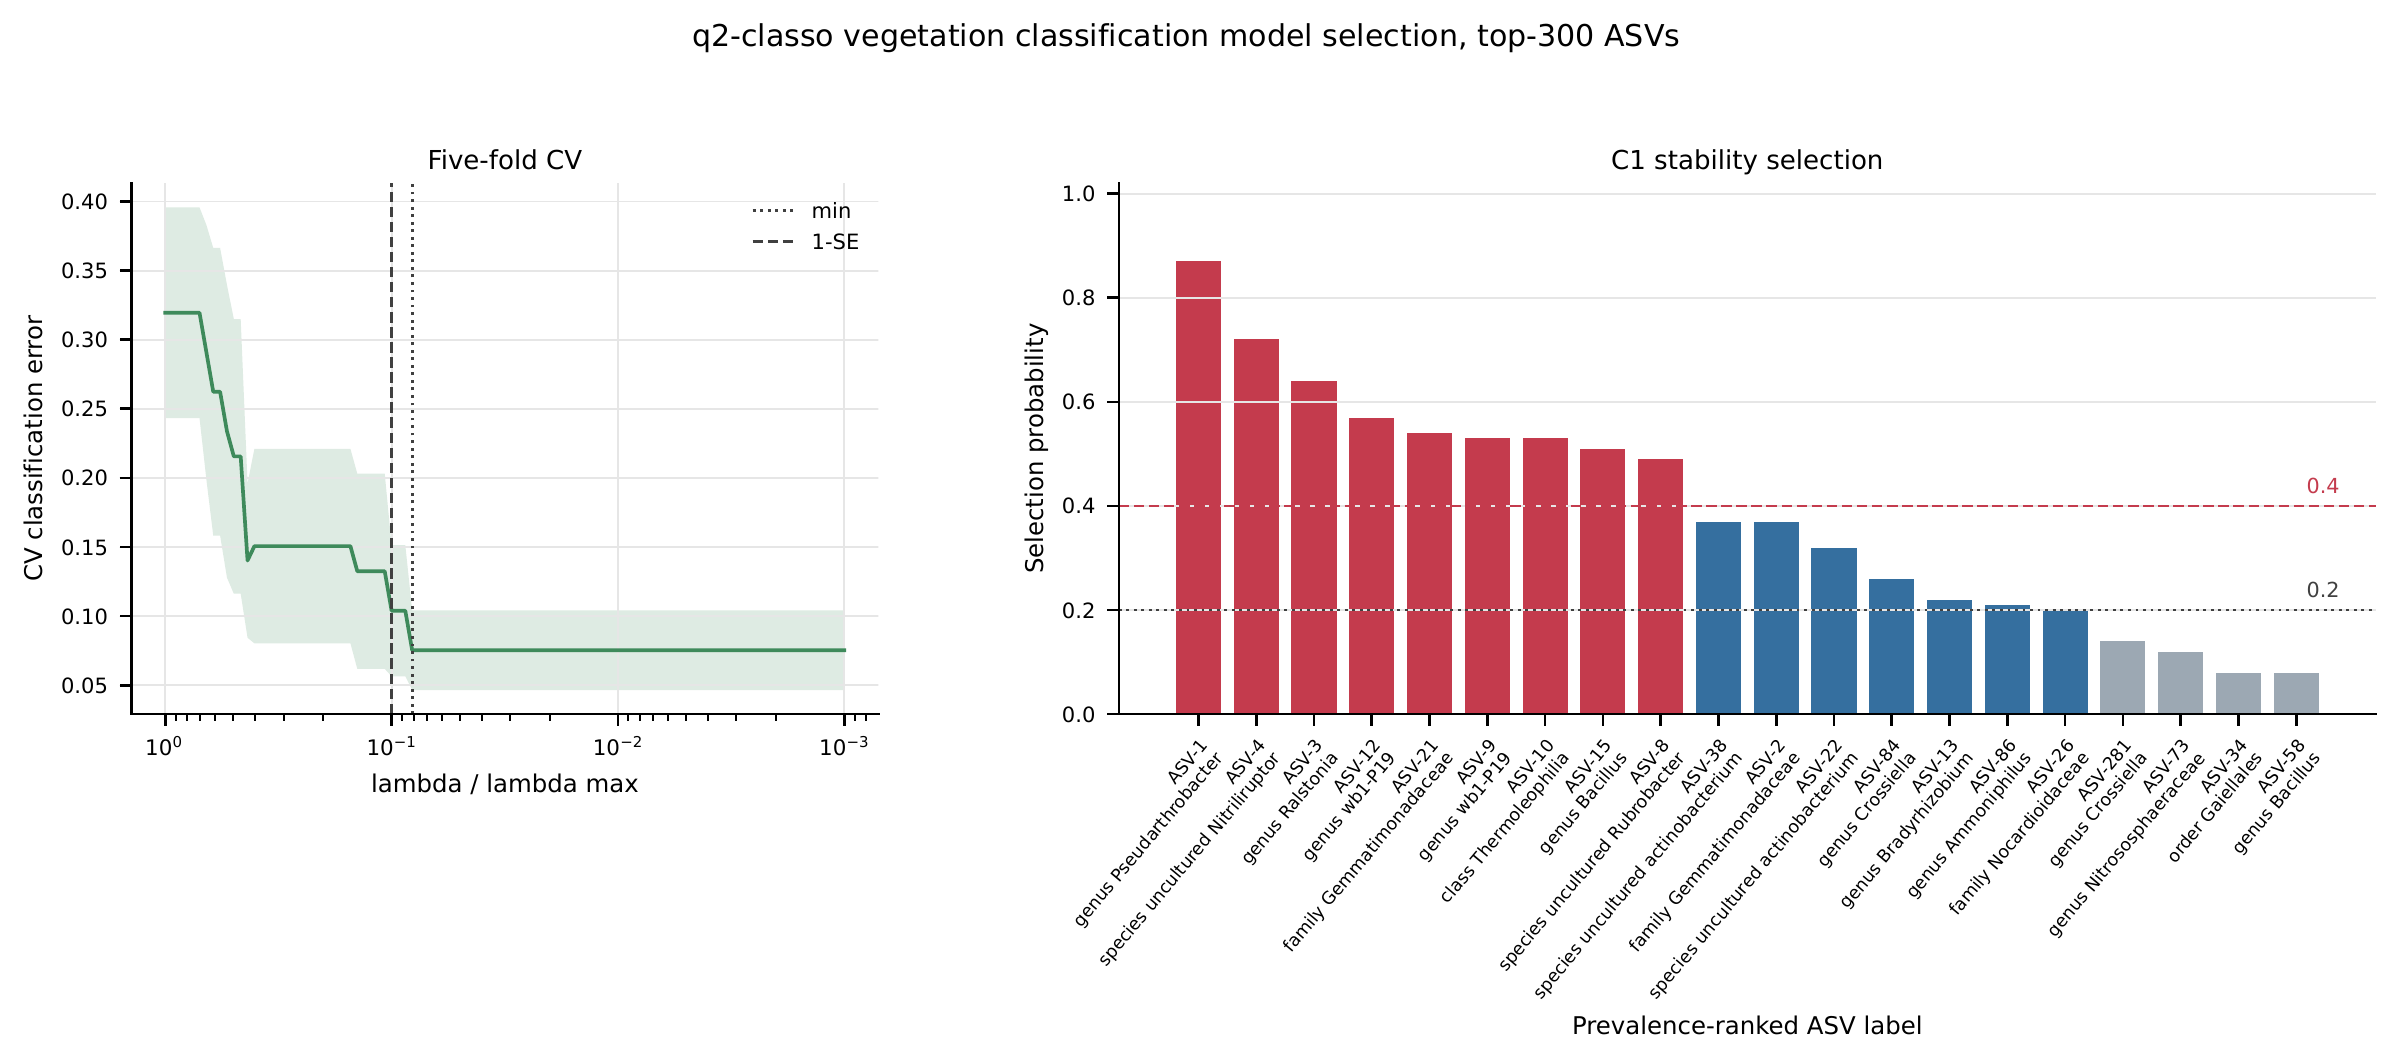 q2-classo vegetation classification model selection, top-300 ASVs
Five-fold CV
CV classification error
0.40
0.35
0.30
0.25
0.20
0.15
0.10
0.05
min
1-SE
10⁰
10⁻¹
10⁻²
10⁻³
lambda / lambda max
C1 stability selection
Selection probability
1.0
0.8
0.6
0.4
0.2
0.0
0.4
0.2
ASV-1
genus Pseudarthrobacter
ASV-4
species uncultured Nitriliruptor
ASV-3
genus Ralstonia
ASV-12
genus wb1-P19
ASV-21
family Gemmatimonadaceae
ASV-9
genus wb1-P19
ASV-10
class Thermoleophilia
ASV-15
genus Bacillus
ASV-8
species uncultured Rubrobacter
ASV-38
species uncultured actinobacterium
ASV-2
family Gemmatimonadaceae
ASV-22
species uncultured actinobacterium
ASV-84
genus Crossiella
ASV-13
genus Bradyrhizobium
ASV-86
genus Ammoniphilus
ASV-26
family Nocardioidaceae
ASV-281
genus Crossiella
ASV-73
genus Nitrososphaeraceae
ASV-34
order Gaiellales
ASV-58
genus Bacillus
Prevalence-ranked ASV label